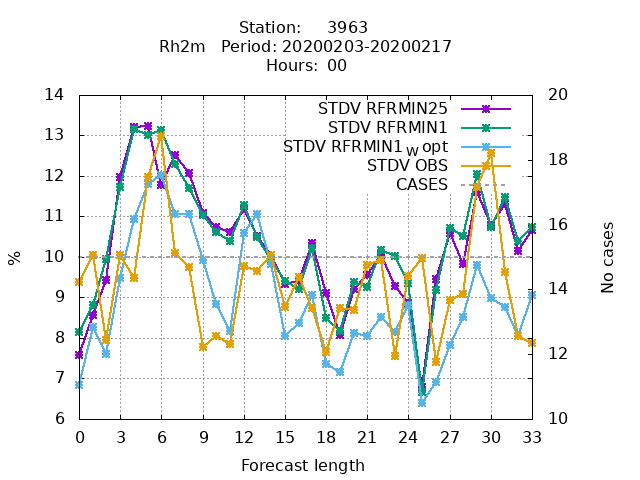 Station: 3963
Rh2m Period: 20200203-20200217
Hours: 00
STDV RFRMIN25
STDV RFRMIN1
STDV RFRMIN1_W opt
STDV OBS
CASES
14
13
12
11
10
9
8
7
6
%
20
18
16
14
12
10
No cases
0 3 6 9 12 15 18 21 24 27 30 33
Forecast length